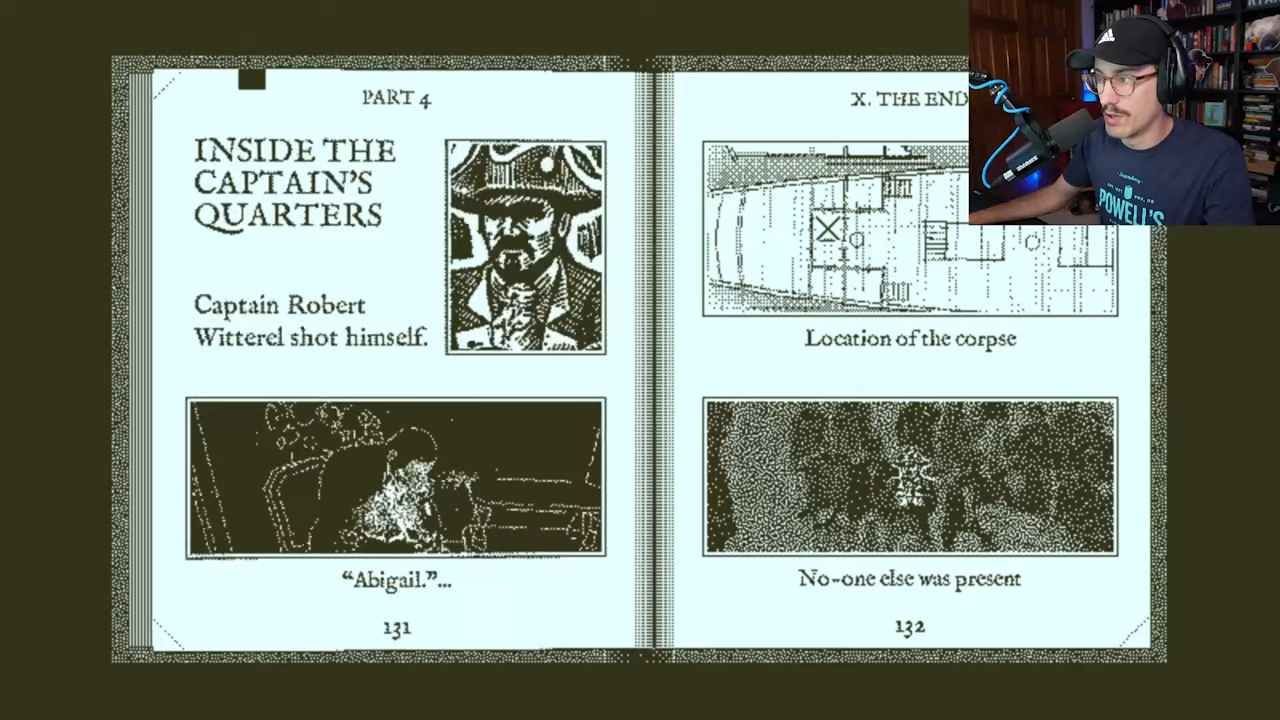 PART 4
INSIDE THE
CAPTAIN'S
QUARTERS
Captain Robert
Witterel shot himself.
"Abigail."...
131
X. THE END
Location of the corpse
No-one else was present
132
POWELL'S